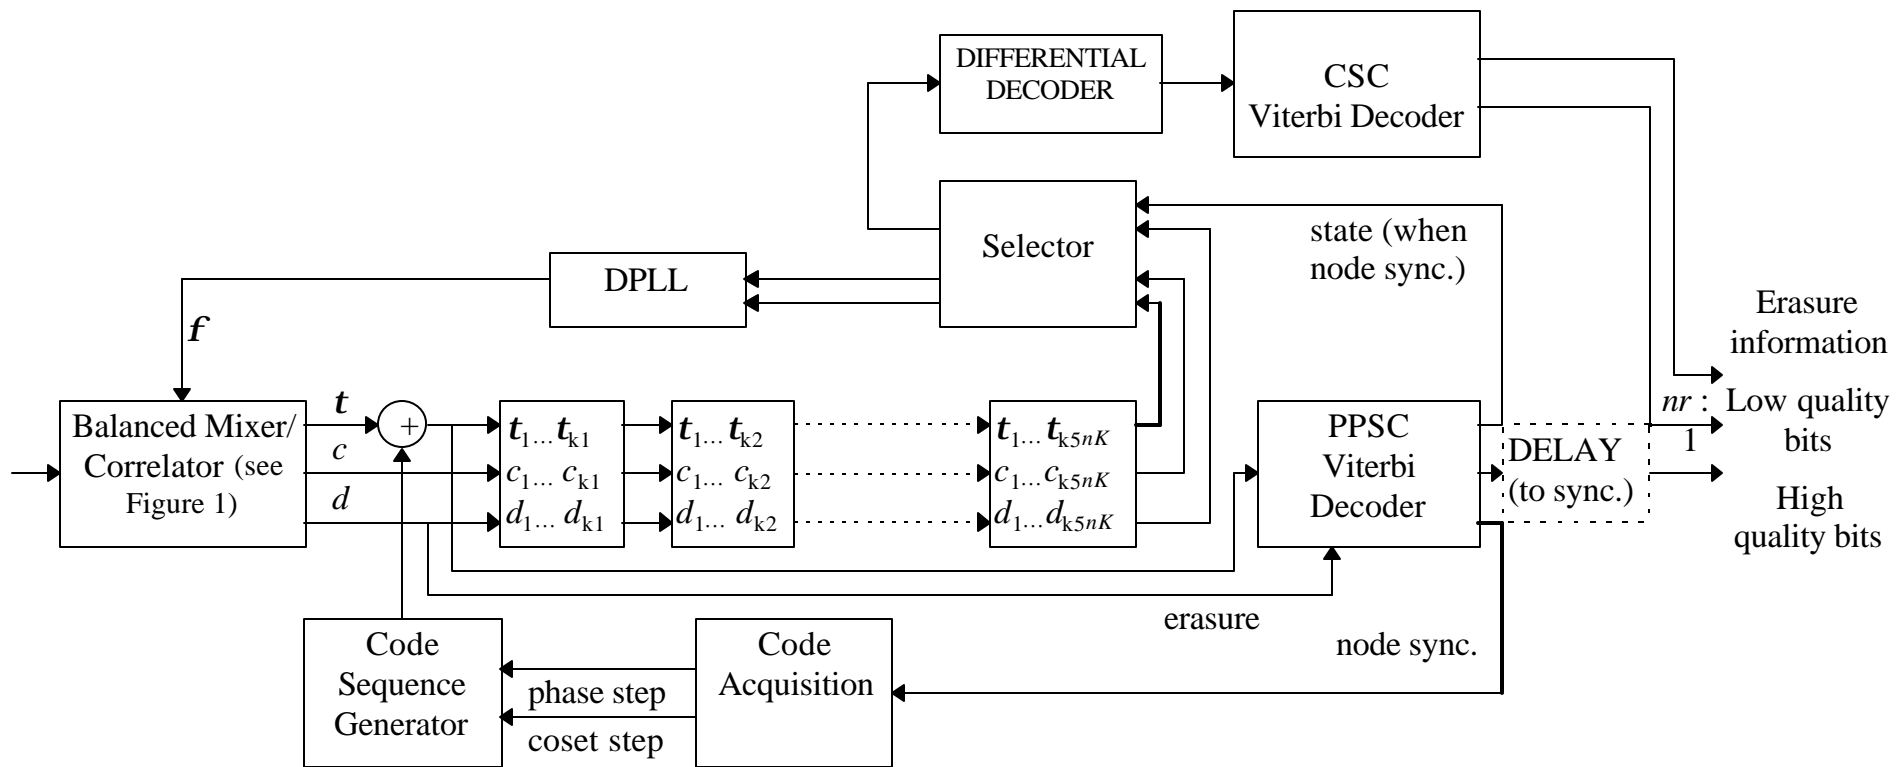 DIFFERENTIAL
DECODER
CSC
Viterbi Decoder
Selector
state (when
node sync.)
DPLL
f
Erasure
information
Balanced Mixer/
Correlator (see
Figure 1)
t
c
d
+
t1... tk1
c1... ck1
d1... dk1
t1... tk2
c1... ck2
d1... dk2
t1... tk5nK
c1... ck5nK
d1... dk5nK
PPSC
Viterbi
Decoder
DELAY
(to sync.)
nr :
1
Low quality
bits
High
quality bits
erasure
node sync.
Code
Sequence
Generator
phase step
coset step
Code
Acquisition